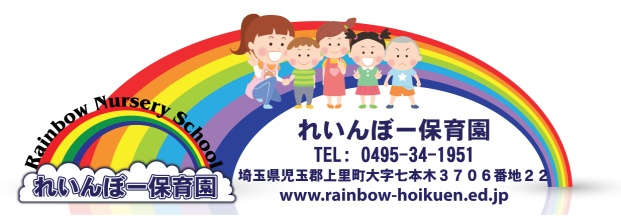 Rainbow Nursery School
れいんぼー保育園
れいんぼー保育園
TEL: 0495-34-1951
埼玉県児玉郡上里町大字七本木３７０６番地２２
www.rainbow-hoikuen.ed.jp